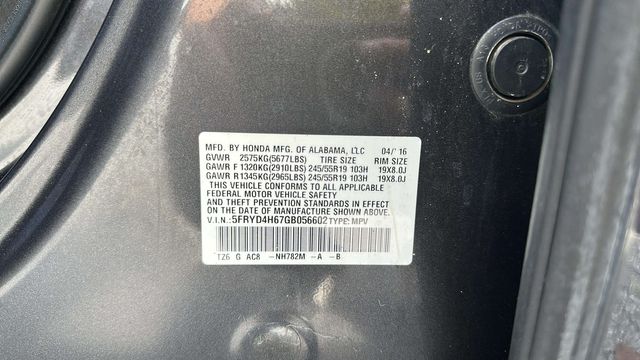 MFD. BY HONDA MFG. OF ALABAMA, LLC 04/'16
GVWR 2575KG(5677LBS) TIRE SIZE RIM SIZE
GAWR F 1320KG(2910LBS) 245/55R19 103H 19X8.0J
GAWR R 1345KG(2965LBS) 245/55R19 103H 19X8.0J
THIS VEHICLE CONFORMS TO ALL APPLICABLE
FEDERAL MOTOR VEHICLE SAFETY
AND THEFT PREVENTION STANDARDS IN EFFECT
ON THE DATE OF MANUFACTURE SHOWN ABOVE.
V.I.N.: 5FRYD4H67GB056602 TYPE: MPV
TZ6 G AC8 -NH782M -A -B